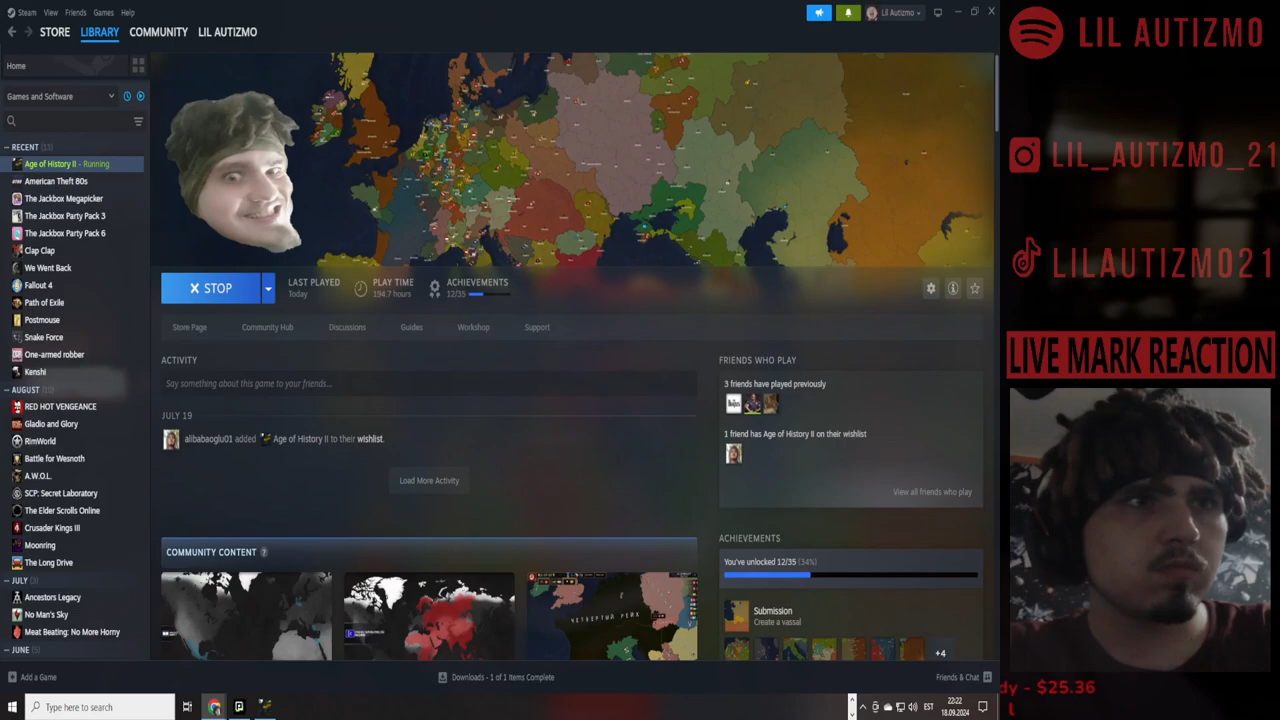 Steam View Friends Games Help
Lil Autizmo
STORE LIBRARY COMMUNITY LIL AUTIZMO
Home
Games and Software
RECENT (13)
Age of History II - Running
American Theft 80s
The Jackbox Megapicker
The Jackbox Party Pack 3
The Jackbox Party Pack 6
Clap Clap
We Went Back
Fallout 4
Path of Exile
Postmouse
Snake Force
One-armed robber
Kenshi
AUGUST
RED HOT VENGEANCE
Gladio and Glory
RimWorld
Battle for Wesnoth
A.W.O.L.
SCP: Secret Laboratory
The Elder Scrolls Online
Crusader Kings III
Moonring
The Long Drive
JULY (3)
Ancestors Legacy
No Man's Sky
Meat Beating: No More Horny
JUNE (5)
Add a Game
STOP
LAST PLAYED
Today
PLAY TIME
194.7 hours
ACHIEVEMENTS
12/35
Store Page Community Hub Discussions Guides Workshop Support
ACTIVITY
Say something about this game to your friends...
JULY 19
alibabaoglu01 added Age of History II to their wishlist.
Load More Activity
COMMUNITY CONTENT ?
ЧЕТВЕРТЫЙ РЕЙХ
FRIENDS WHO PLAY
3 friends have played previously
1 friend has Age of History II on their wishlist
View all friends who play
ACHIEVEMENTS
You've unlocked 12/35 (34%)
Submission
Create a vassal
+4
Downloads - 1 of 1 Items Complete
Friends & Chat
Type here to search
EST
22:22
18.09.2024
LIL AUTIZMO
LIL_AUTIZMO_21
LILAUTIZMO21
LIVE MARK REACTION
dy - $25.36